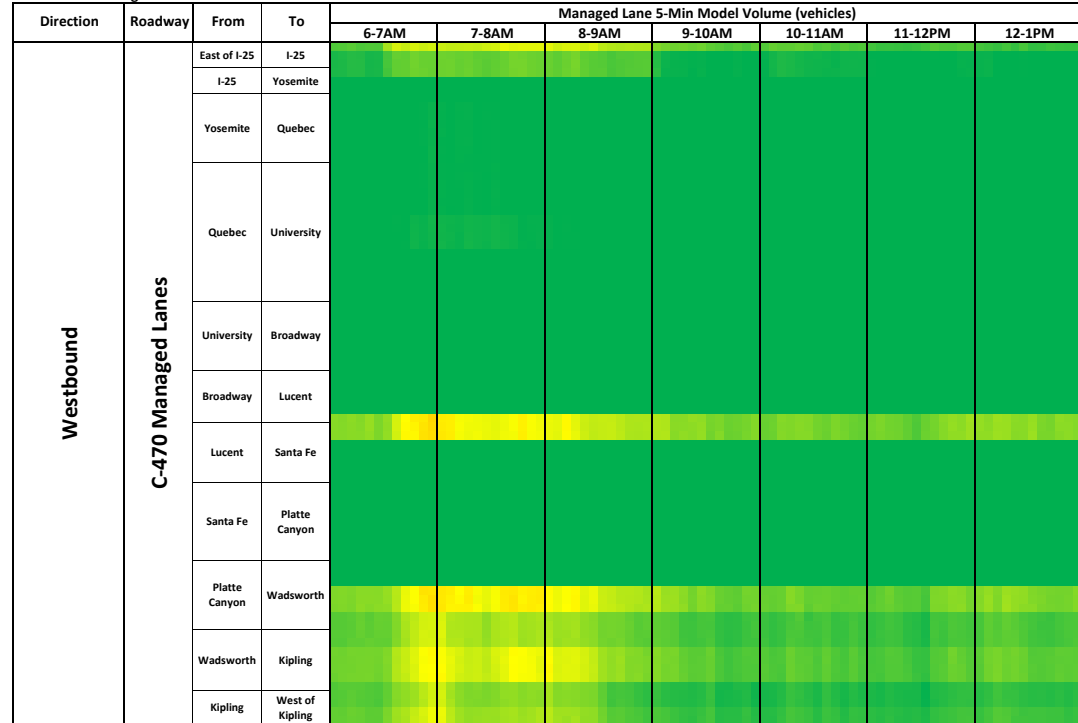 Managed Lane 5-Min Model Volume (vehicles)
Direction Roadway From To
6-7AM 7-8AM 8-9AM 9-10AM 10-11AM 11-12PM 12-1PM
Westbound
C-470 Managed Lanes
East of I-25 I-25
I-25 Yosemite
Yosemite Quebec
Quebec University
University Broadway
Broadway Lucent
Lucent Santa Fe
Santa Fe Platte
Canyon
Platte
Canyon Wadsworth
Wadsworth Kipling
Kipling West of
Kipling